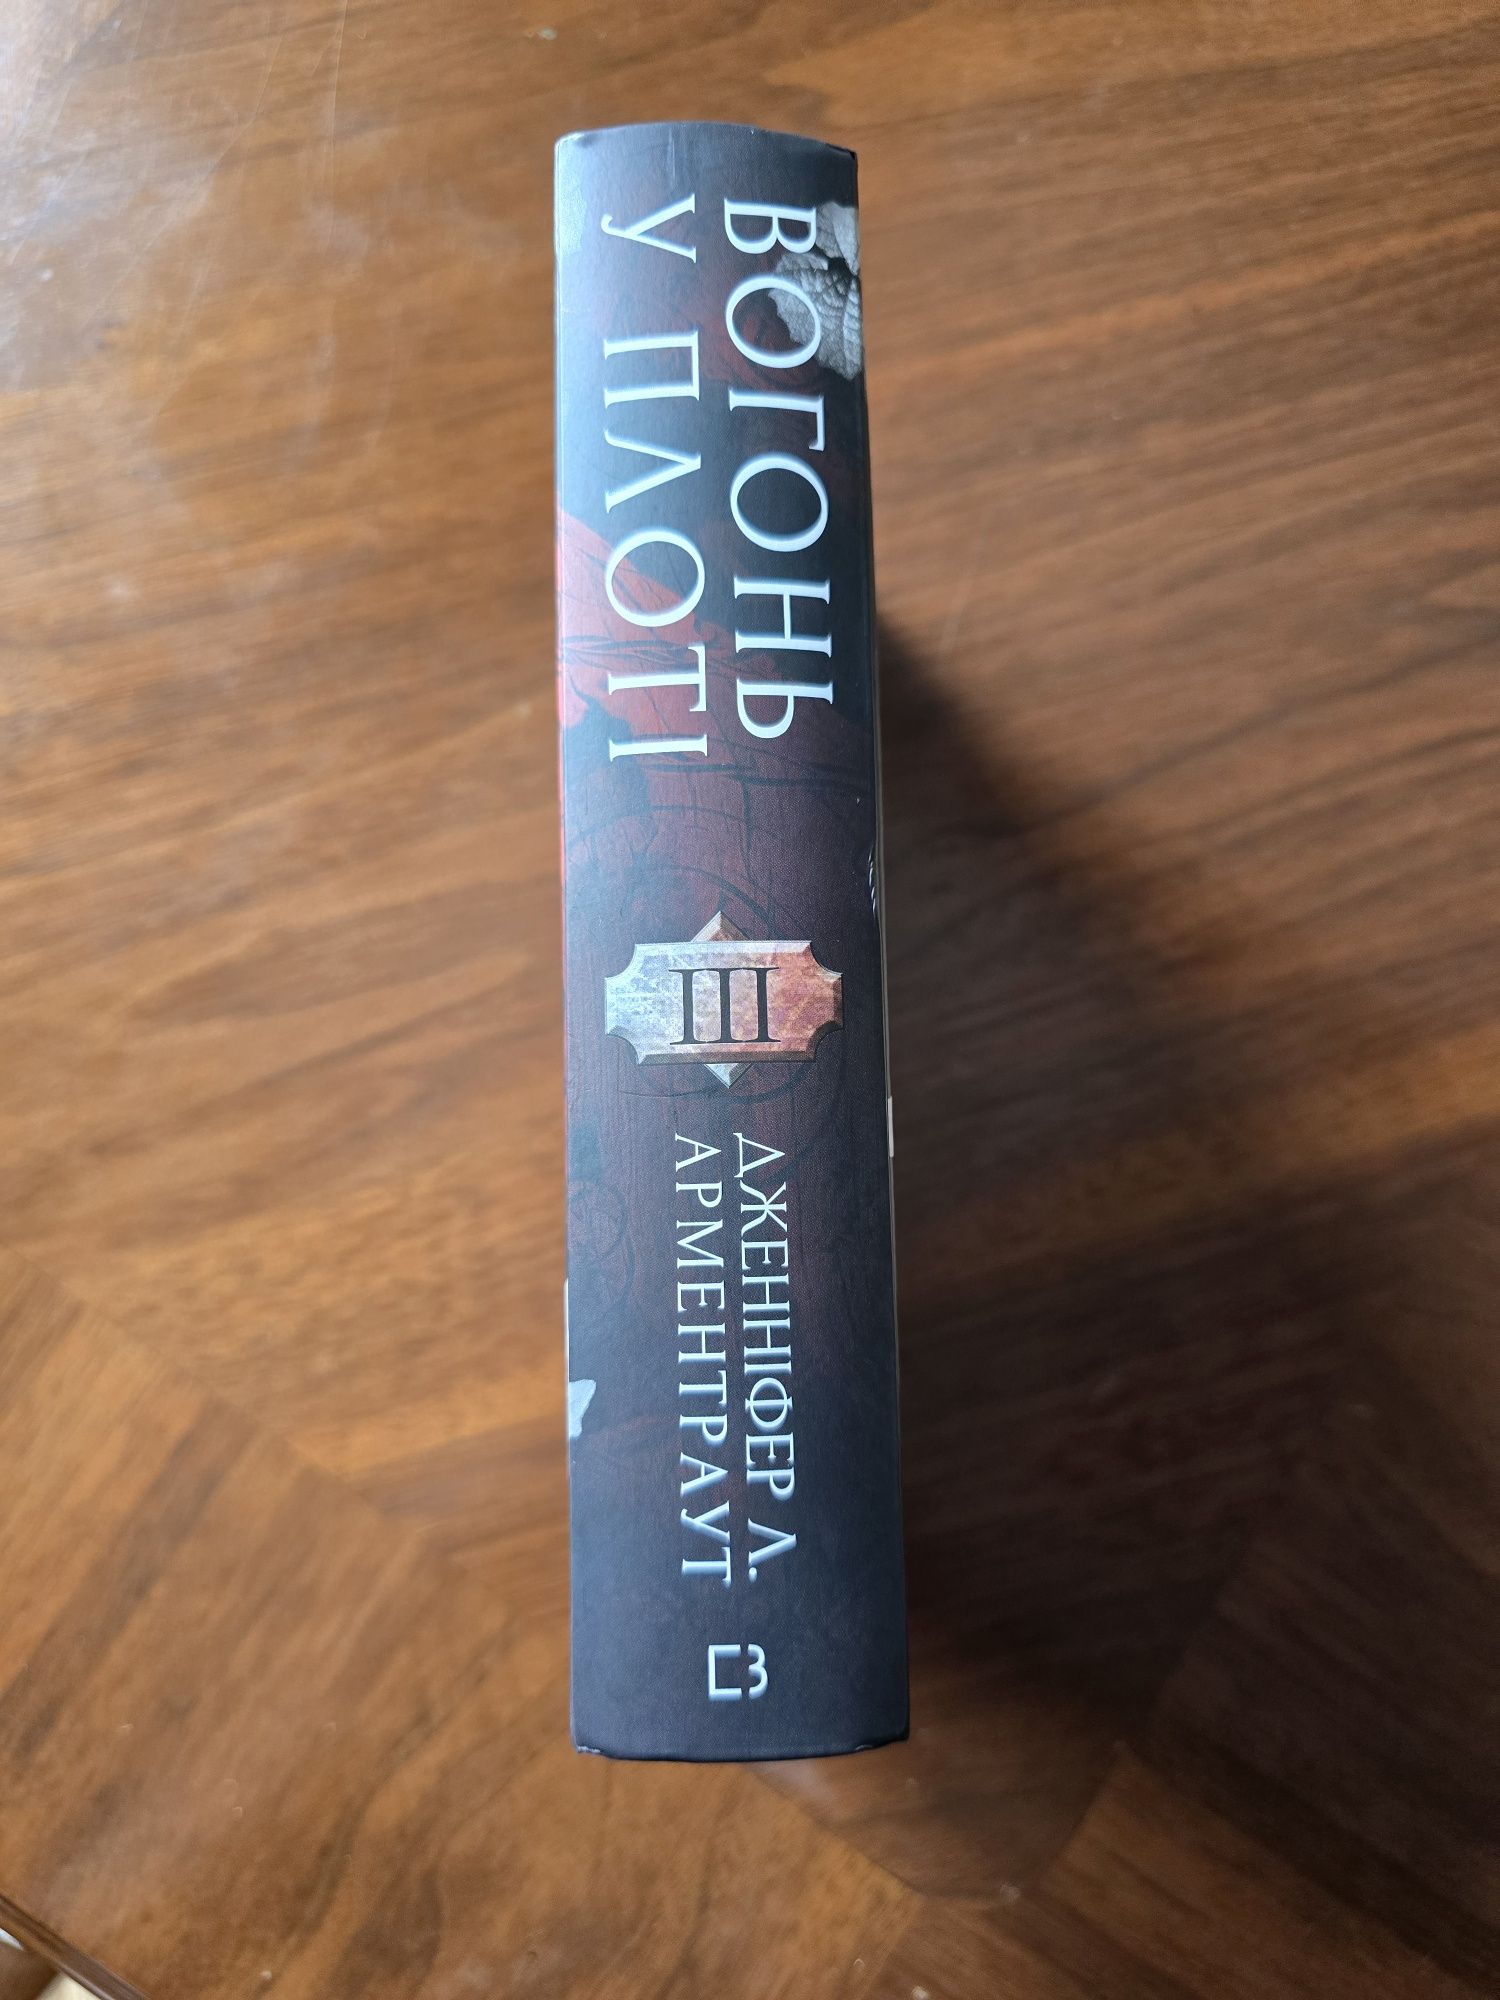 ВОГОНЬ
У ПЛОТІ
III
ДЖЕННІФЕР Л.
АРМЕНТРАУТ